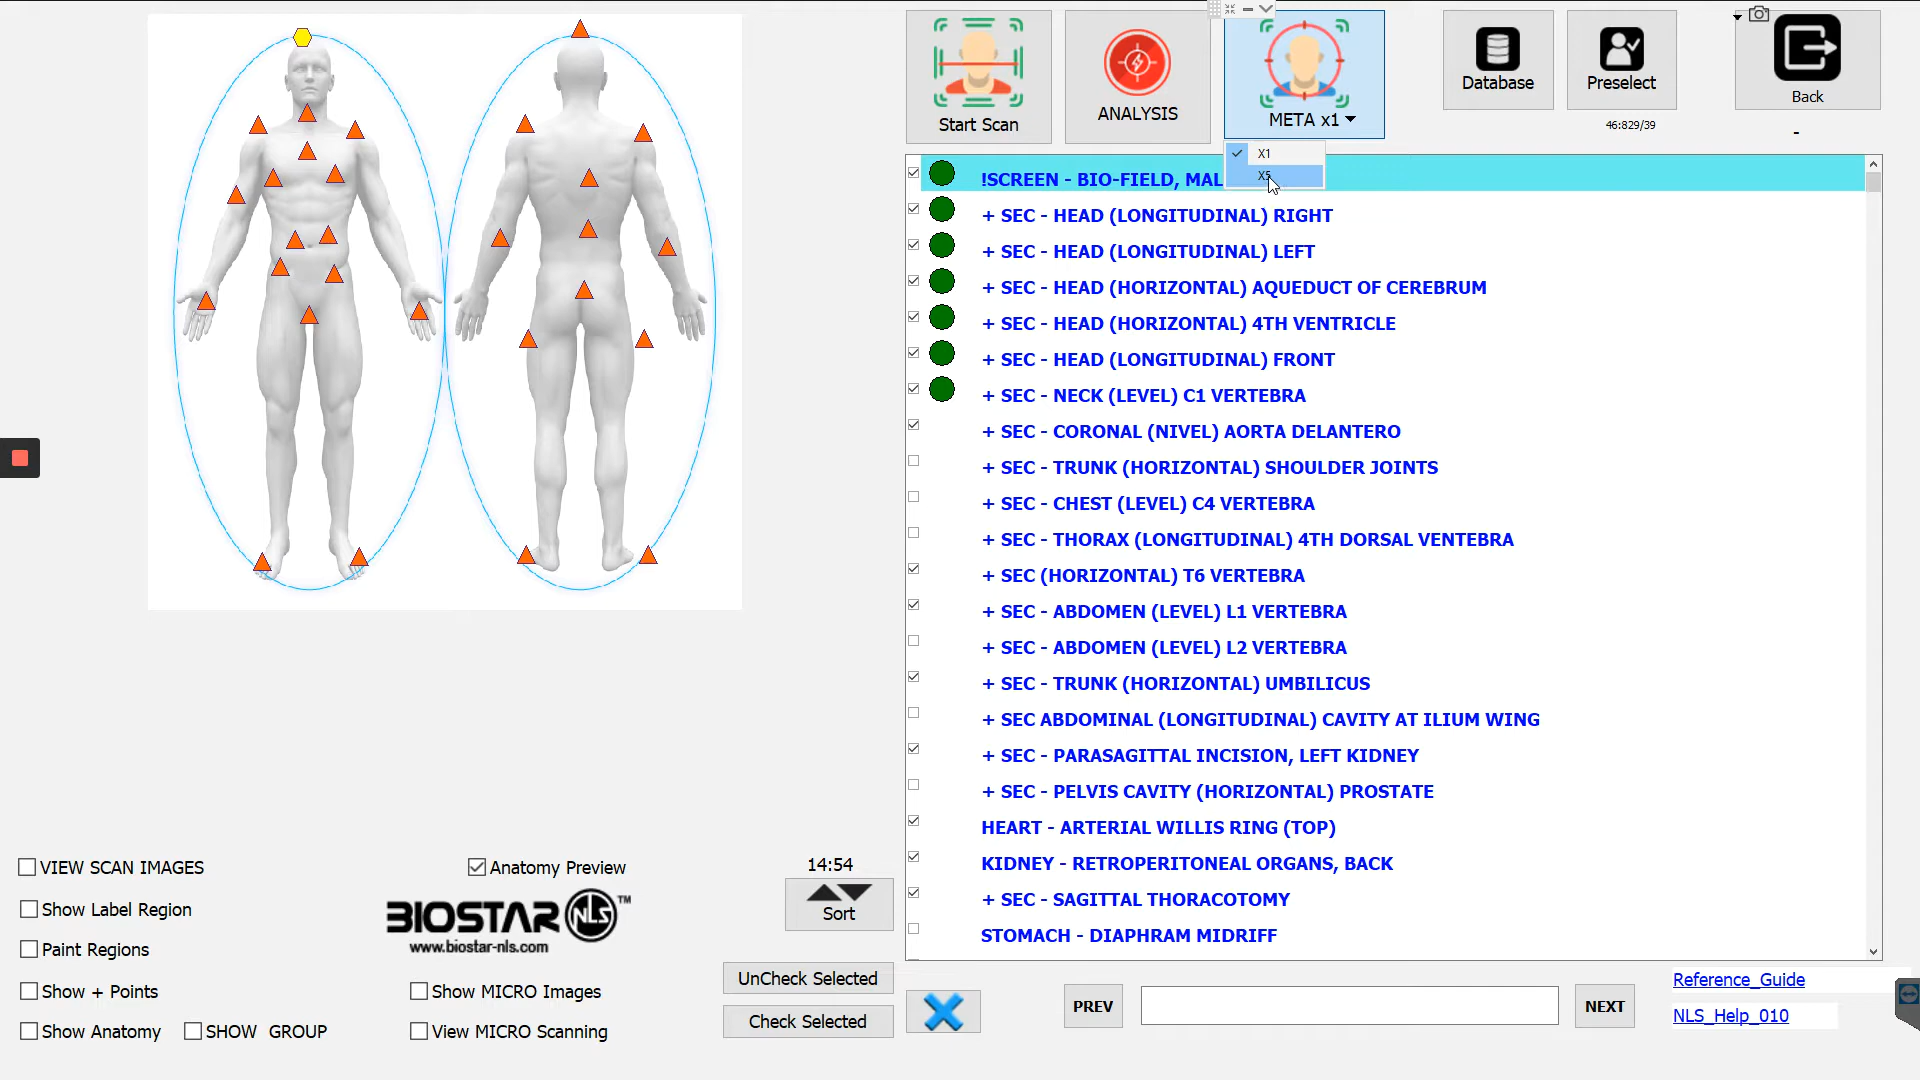 Start Scan
ANALYSIS
META x1
X1
X5
Database
Preselect
46:829/39
Back
-
!SCREEN - BIO-FIELD, MAL
+ SEC - HEAD (LONGITUDINAL) RIGHT
+ SEC - HEAD (LONGITUDINAL) LEFT
+ SEC - HEAD (HORIZONTAL) AQUEDUCT OF CEREBRUM
+ SEC - HEAD (HORIZONTAL) 4TH VENTRICLE
+ SEC - HEAD (LONGITUDINAL) FRONT
+ SEC - NECK (LEVEL) C1 VERTEBRA
+ SEC - CORONAL (NIVEL) AORTA DELANTERO
+ SEC - TRUNK (HORIZONTAL) SHOULDER JOINTS
+ SEC - CHEST (LEVEL) C4 VERTEBRA
+ SEC - THORAX (LONGITUDINAL) 4TH DORSAL VENTEBRA
+ SEC (HORIZONTAL) T6 VERTEBRA
+ SEC - ABDOMEN (LEVEL) L1 VERTEBRA
+ SEC - ABDOMEN (LEVEL) L2 VERTEBRA
+ SEC - TRUNK (HORIZONTAL) UMBILICUS
+ SEC ABDOMINAL (LONGITUDINAL) CAVITY AT ILIUM WING
+ SEC - PARASAGITTAL INCISION, LEFT KIDNEY
+ SEC - PELVIS CAVITY (HORIZONTAL) PROSTATE
HEART - ARTERIAL WILLIS RING (TOP)
KIDNEY - RETROPERITONEAL ORGANS, BACK
+ SEC - SAGITTAL THORACOTOMY
STOMACH - DIAPHRAM MIDRIFF
VIEW SCAN IMAGES
Anatomy Preview
14:54
Show Label Region
BIOSTAR NLS ™
www.biostar-nls.com
Sort
Paint Regions
Show + Points
Show MICRO Images
UnCheck Selected
Show Anatomy
SHOW GROUP
View MICRO Scanning
Check Selected
PREV
NEXT
Reference_Guide
NLS_Help_010